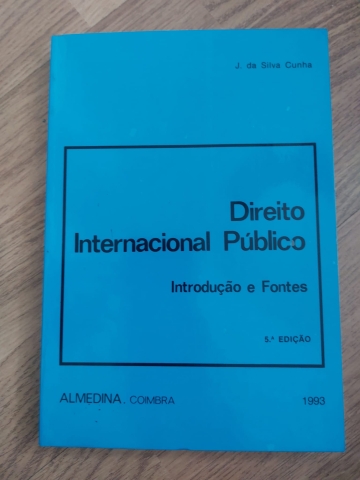 J. da Silva Cunha
Direito
Internacional Público
Introdução e Fontes
5.ª EDIÇÃO
ALMEDINA. COIMBRA 1993